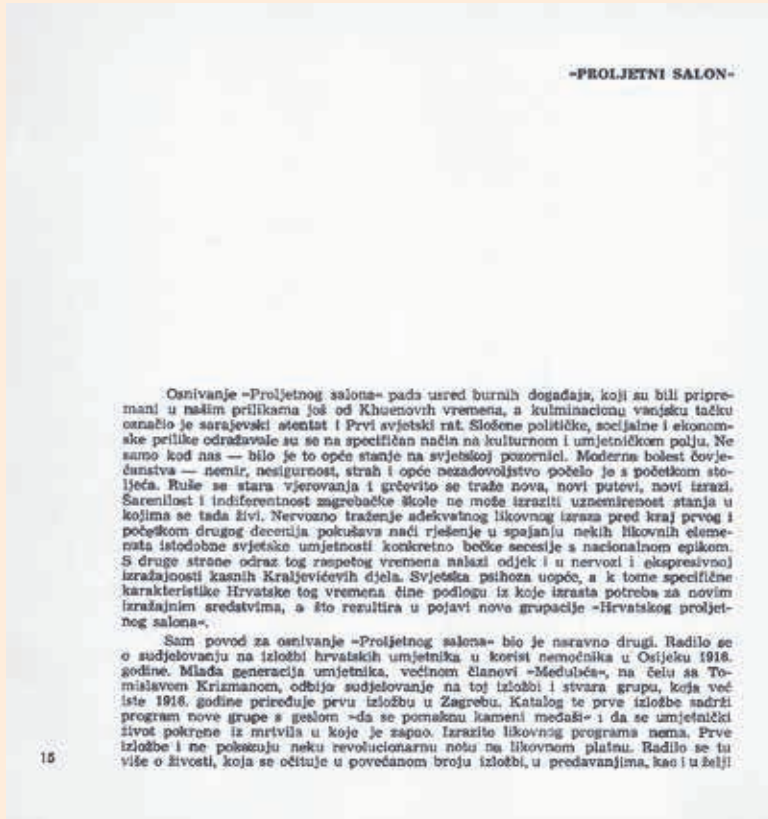 »PROLJETNI SALON«
Osnivanje »Proljetnog salona« pada usred burnih događaja, koji su bili pripre-
mani u našim prilikama još od Khuenovih vremena, a kulminacionu vanjsku tačku
označio je sarajevski atentat i Prvi svjetski rat. Složene političke, socijalne i ekonom-
ske prilike odražavale su se na specifičan način na kulturnom i umjetničkom polju. Ne
samo kod nas — bilo je to opće stanje na svjetskoj pozornici. Moderna bolest čovje-
čanstva — nemir, nesigurnost, strah i opće nezadovoljstvo počelo je s početkom sto-
ljeća. Ruše se stara vjerovanja i grčevito se traže nova, novi putovi, novi izrazi.
Šarenilost i indiferentnost zagrebačke škole ne može izraziti uznemirenost stanja u
kojima se tada živi. Nervozno traženje adekvatnog likovnog izraza pred kraj prvog i
početkom drugog decenija pokušava naći rješenje u spajanju nekih likovnih eleme-
nata istodobne svjetske umjetnosti konkretno bečke secesije s nacionalnom epikom.
S druge strane odraz tog raspetog vremena nalazi odjek i u nervozi i ekspresivnoj
izražajnosti kasnih Kraljevićevih djela. Svjetska psihoza uopće, a k tome specifične
karakteristike Hrvatske tog vremena čine podlogu iz koje izrasta potreba za novim
izražajnim sredstvima, a što rezultira u pojavi nove grupacije »Hrvatskog proljet-
nog salona«.
Sam povod za osnivanje »Proljetnog salona« bio je naravno drugi. Radilo se
o sudjelovanju na izložbi hrvatskih umjetnika u korist nemoćnika u Osijeku 1916.
godine. Mlađa generacija umjetnika, većinom članovi »Medulića«, na čelu sa To-
mislavom Krizmanom, odbija sudjelovanje na toj izložbi i stvara grupu, koja već
iste 1916. godine priređuje prvu izložbu u Zagrebu. Katalog te prve izložbe sadrži
program nove grupe s geslom »da se pomaknu kameni međaši« i da se umjetnički
život pokrene iz mrtvila u koje je zapao. Izrazito likovnog programa nema. Prve
izložbe i ne pokazuju neku revolucionarnu notu na likovnom platnu. Radilo se tu
više o živosti, koja se očituje u povećanom broju izložbi, u predavanjima, kao i u želji
15